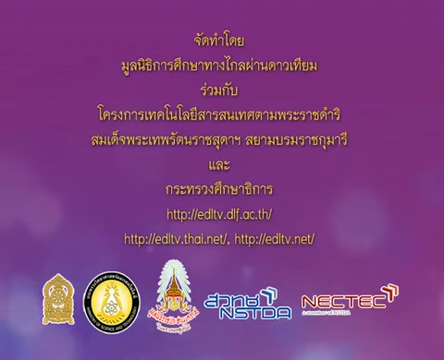 จัดทำโดย
มูลนิธิการศึกษาทางไกลผ่านดาวเทียม
ร่วมกับ
โครงการเทคโนโลยีสารสนเทศตามพระราชดำริ
สมเด็จพระเทพรัตนราชสุดาฯ สยามบรมราชกุมารี
และ
กระทรวงศึกษาธิการ
http://edltv.dlf.ac.th/
http://edltv.thai.net/, http://edltv.net/
สวทช
NSTDA
NECTEC